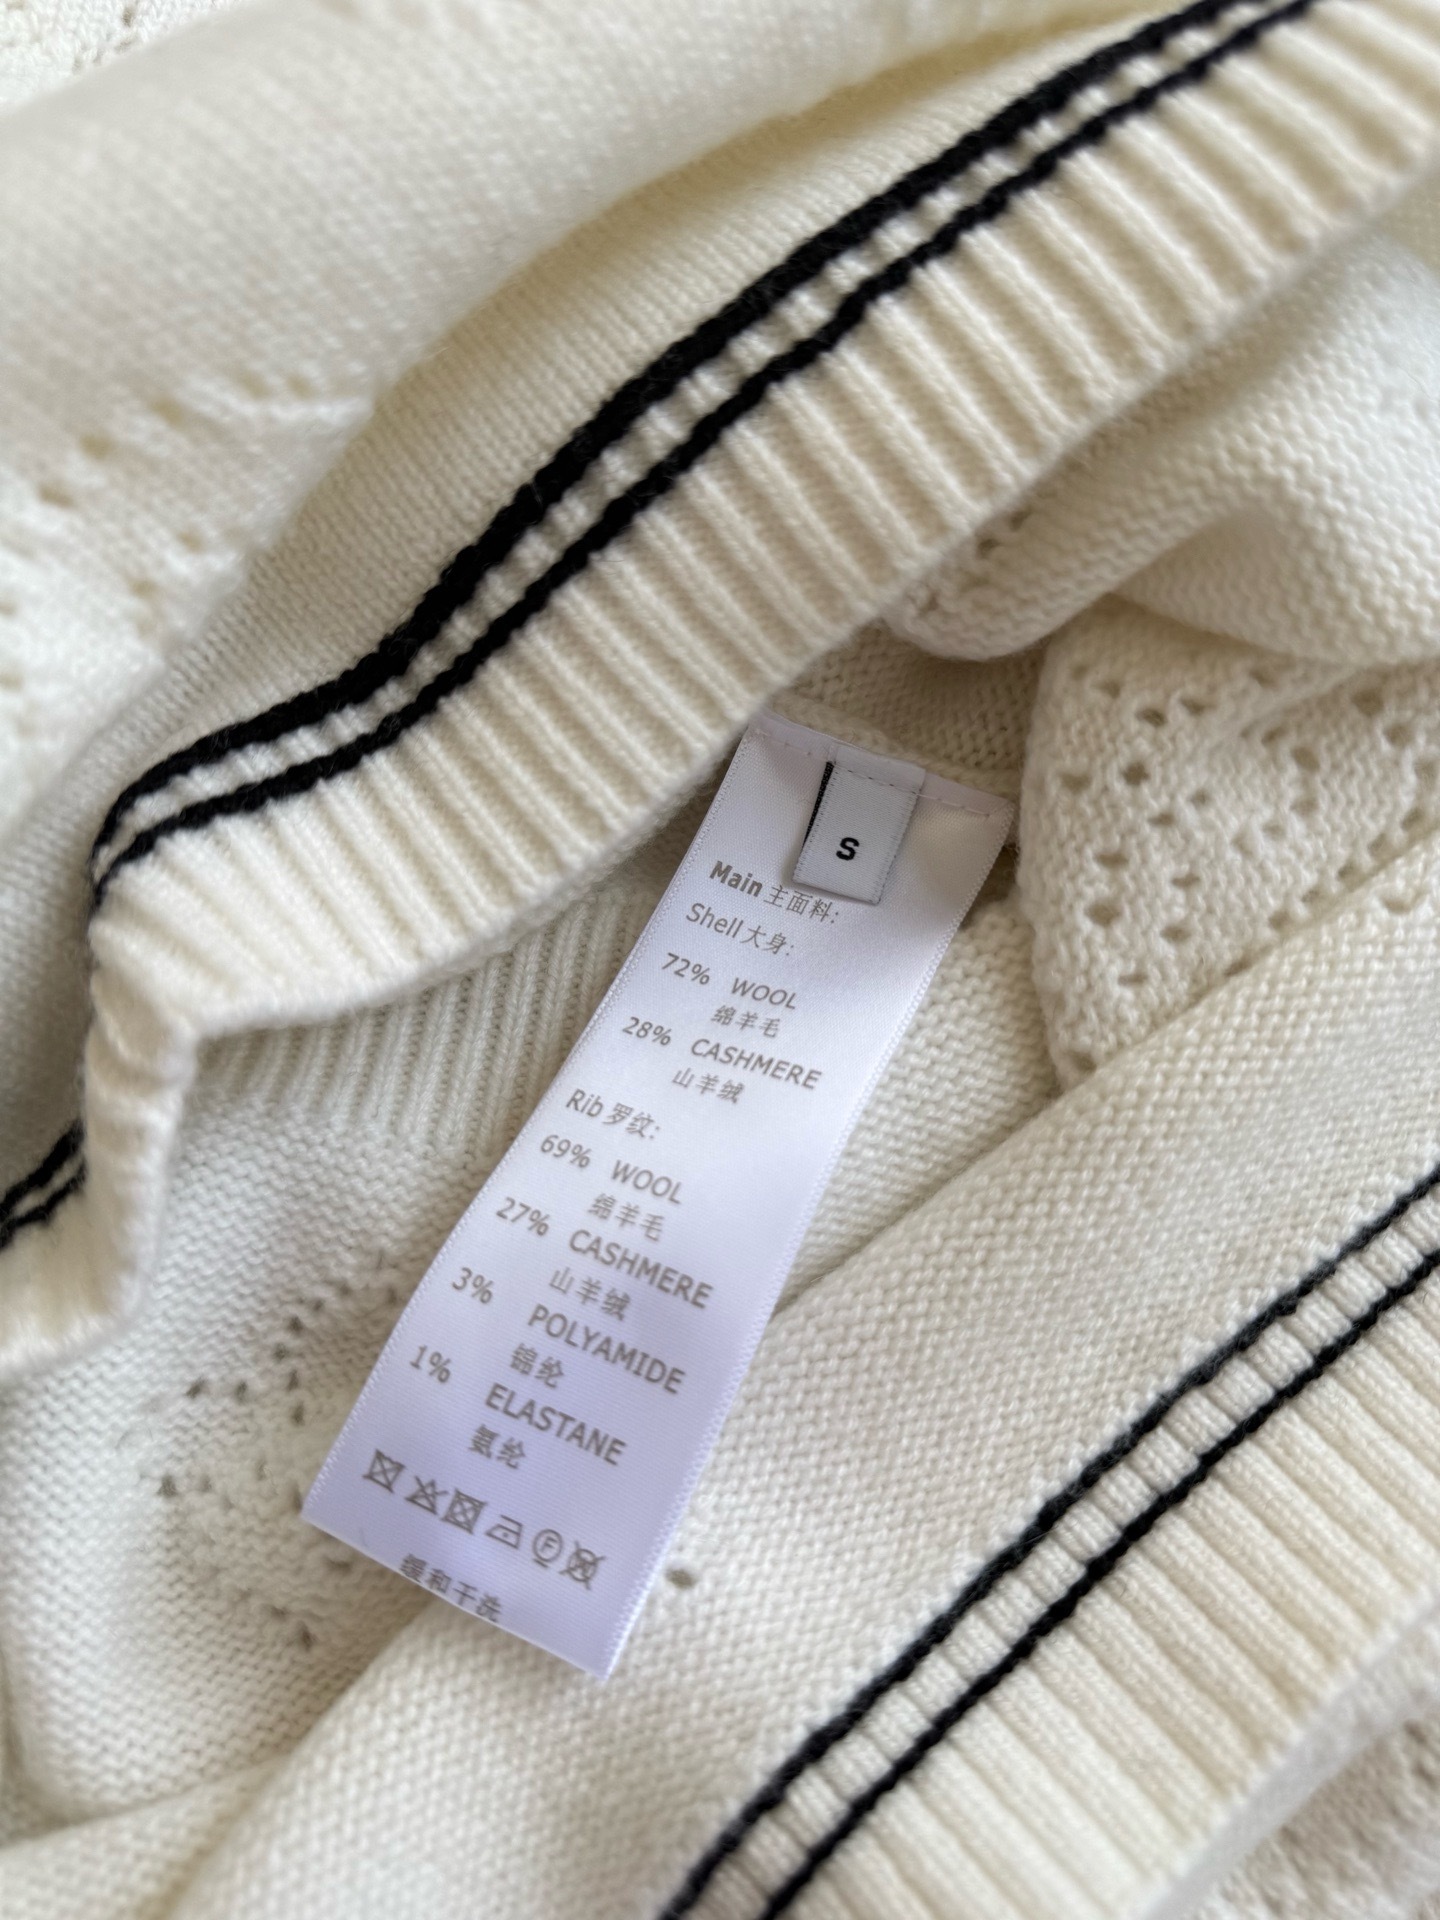 S
Main 主面料:
Shell 大身:
72% WOOL
绵羊毛
28% CASHMERE
山羊绒
Rib 罗纹:
69% WOOL
绵羊毛
27% CASHMERE
山羊绒
3% POLYAMIDE
锦纶
1% ELASTANE
氨纶
F
缓和干洗